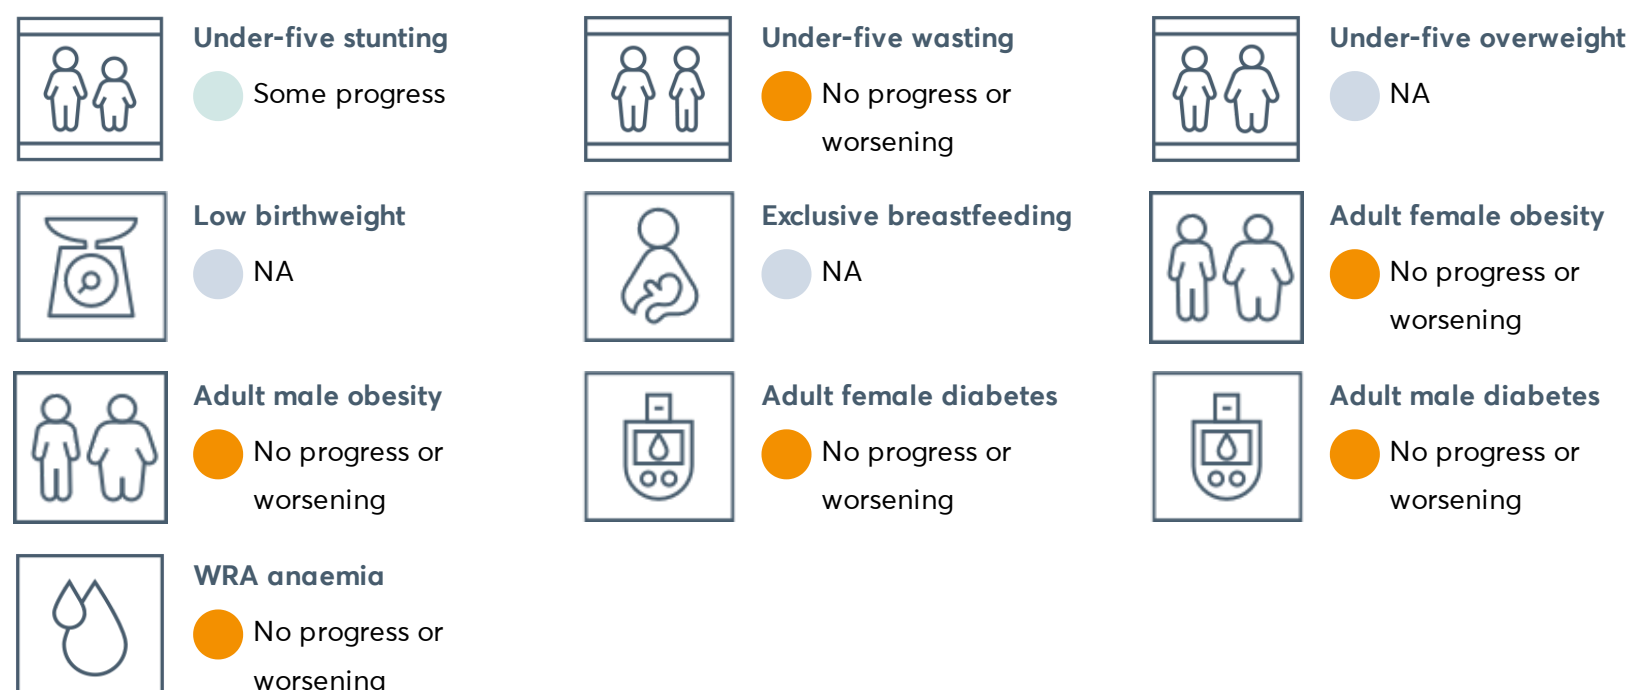 Under-five stunting
Some progress
Under-five wasting
No progress or
worsening
Under-five overweight
NA
Low birthweight
NA
Exclusive breastfeeding
NA
Adult female obesity
No progress or
worsening
Adult male obesity
No progress or
worsening
Adult female diabetes
No progress or
worsening
Adult male diabetes
No progress or
worsening
WRA anaemia
No progress or
worsening